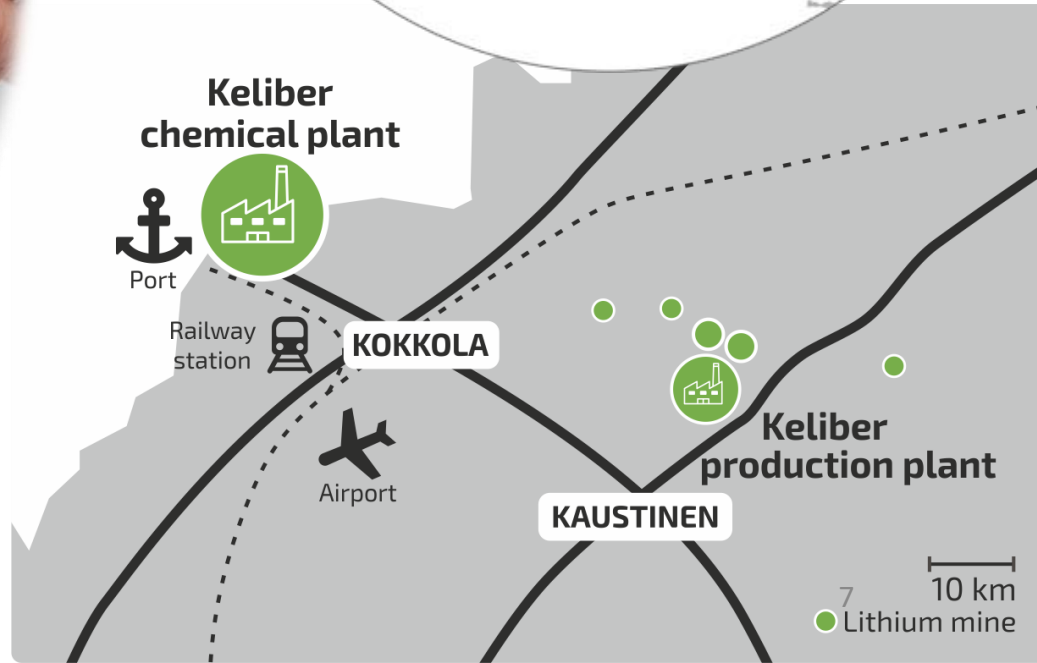 Keliber
chemical plant
Port
Railway
station
KOKKOLA
Airport
Keliber
production plant
KAUSTINEN
10 km
7
Lithium mine